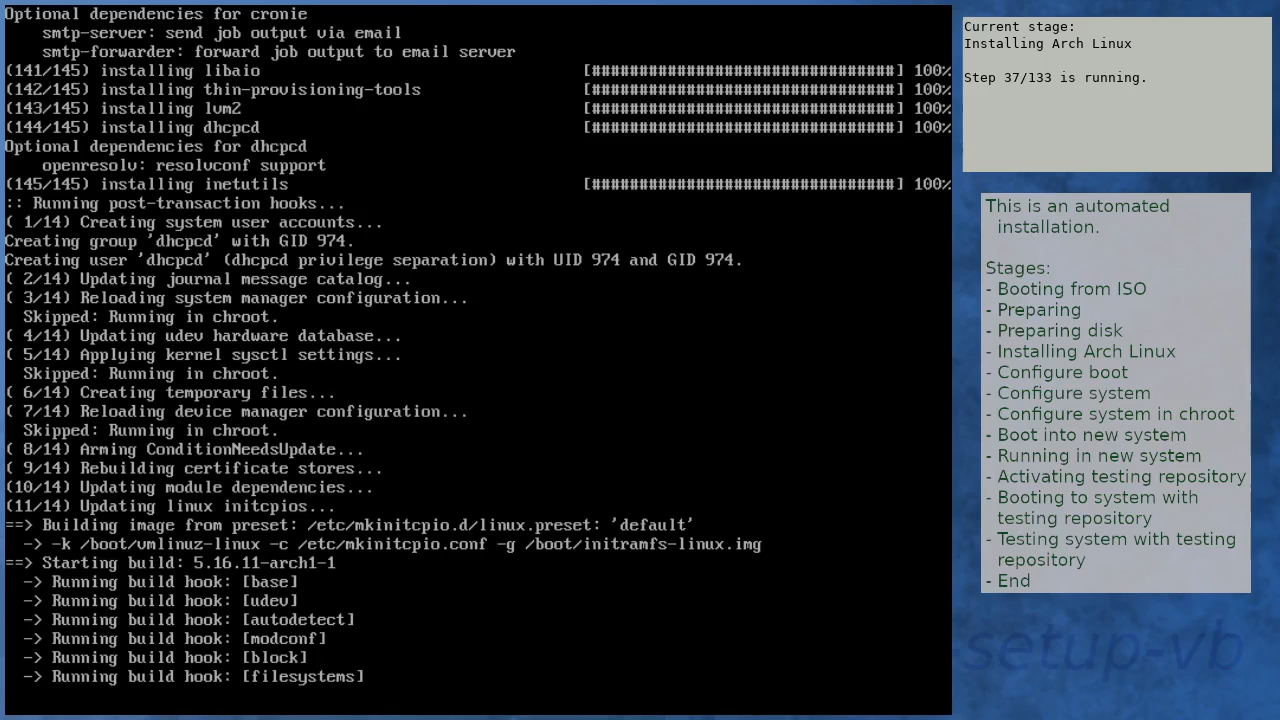 Optional dependencies for cronie
    smtp-server: send job output via email
    smtp-forwarder: forward job output to email server
(141/145) installing libaio [################################] 100%
(142/145) installing thin-provisioning-tools [################################] 100%
(143/145) installing lvm2 [################################] 100%
(144/145) installing dhcpcd [################################] 100%
Optional dependencies for dhcpcd
    openresolv: resolvconf support
(145/145) installing inetutils [################################] 100%
:: Running post-transaction hooks...
( 1/14) Creating system user accounts...
Creating group 'dhcpcd' with GID 974.
Creating user 'dhcpcd' (dhcpcd privilege separation) with UID 974 and GID 974.
( 2/14) Updating journal message catalog...
( 3/14) Reloading system manager configuration...
  Skipped: Running in chroot.
( 4/14) Updating udev hardware database...
( 5/14) Applying kernel sysctl settings...
  Skipped: Running in chroot.
( 6/14) Creating temporary files...
( 7/14) Reloading device manager configuration...
  Skipped: Running in chroot.
( 8/14) Arming ConditionNeedsUpdate...
( 9/14) Rebuilding certificate stores...
(10/14) Updating module dependencies...
(11/14) Updating linux initcpios...
==> Building image from preset: /etc/mkinitcpio.d/linux.preset: 'default'
  -> -k /boot/vmlinuz-linux -c /etc/mkinitcpio.conf -g /boot/initramfs-linux.img
==> Starting build: 5.16.11-arch1-1
  -> Running build hook: [base]
  -> Running build hook: [udev]
  -> Running build hook: [autodetect]
  -> Running build hook: [modconf]
  -> Running build hook: [block]
  -> Running build hook: [filesystems]
Current stage:
Installing Arch Linux
Step 37/133 is running.
This is an automated
installation.
Stages:
- Booting from ISO
- Preparing
- Preparing disk
- Installing Arch Linux
- Configure boot
- Configure system
- Configure system in chroot
- Boot into new system
- Running in new system
- Activating testing repository
- Booting to system with
testing repository
- Testing system with testing
repository
- End
-setup-vb